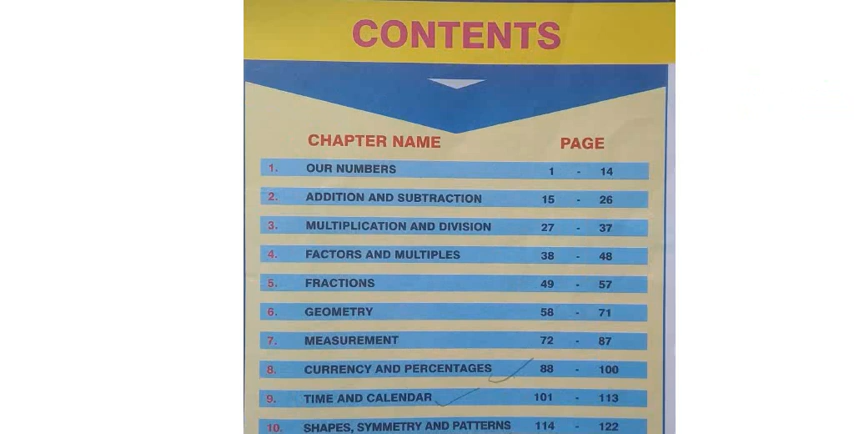 CONTENTS
CHAPTER NAME PAGE
1. OUR NUMBERS 1 - 14
2. ADDITION AND SUBTRACTION 15 - 26
3. MULTIPLICATION AND DIVISION 27 - 37
4. FACTORS AND MULTIPLES 38 - 48
5. FRACTIONS 49 - 57
6. GEOMETRY 58 - 71
7. MEASUREMENT 72 - 87
8. CURRENCY AND PERCENTAGES 88 - 100
9. TIME AND CALENDAR 101 - 113
10. SHAPES, SYMMETRY AND PATTERNS 114 - 122